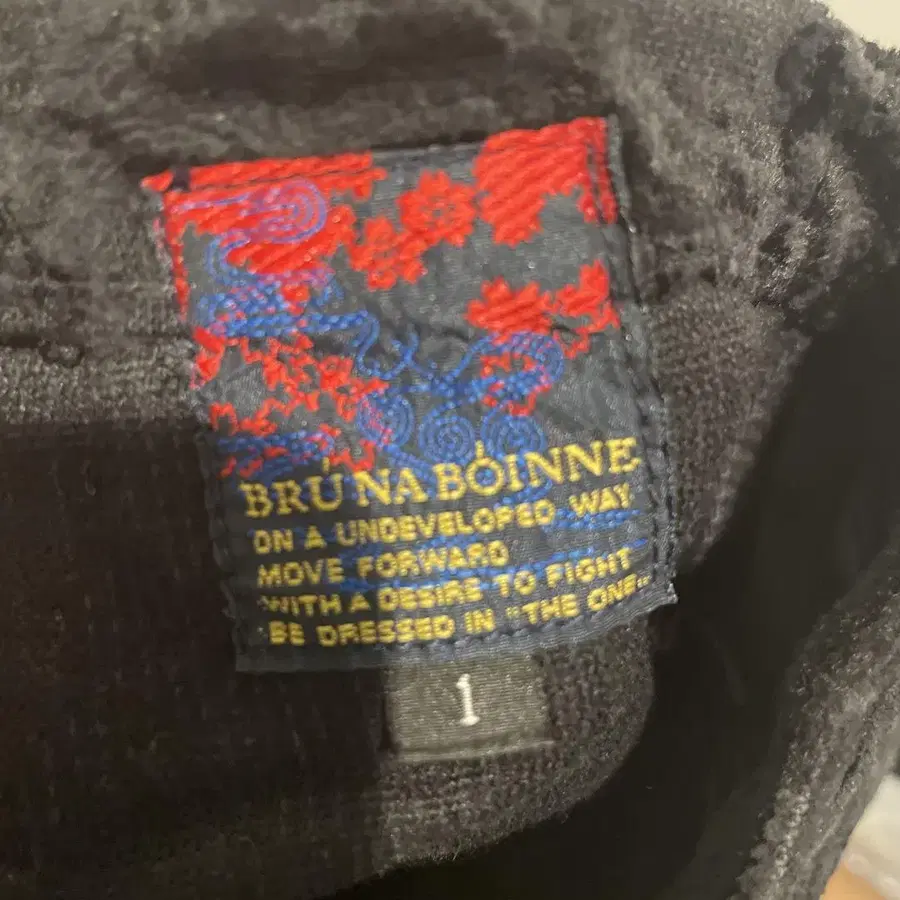 BRÚ NA BÓINNE
ON A UNDEVELOPED WAY
MOVE FORWARD
WITH A DESIRE TO FIGHT
BE DRESSED IN "THE ONE"
1